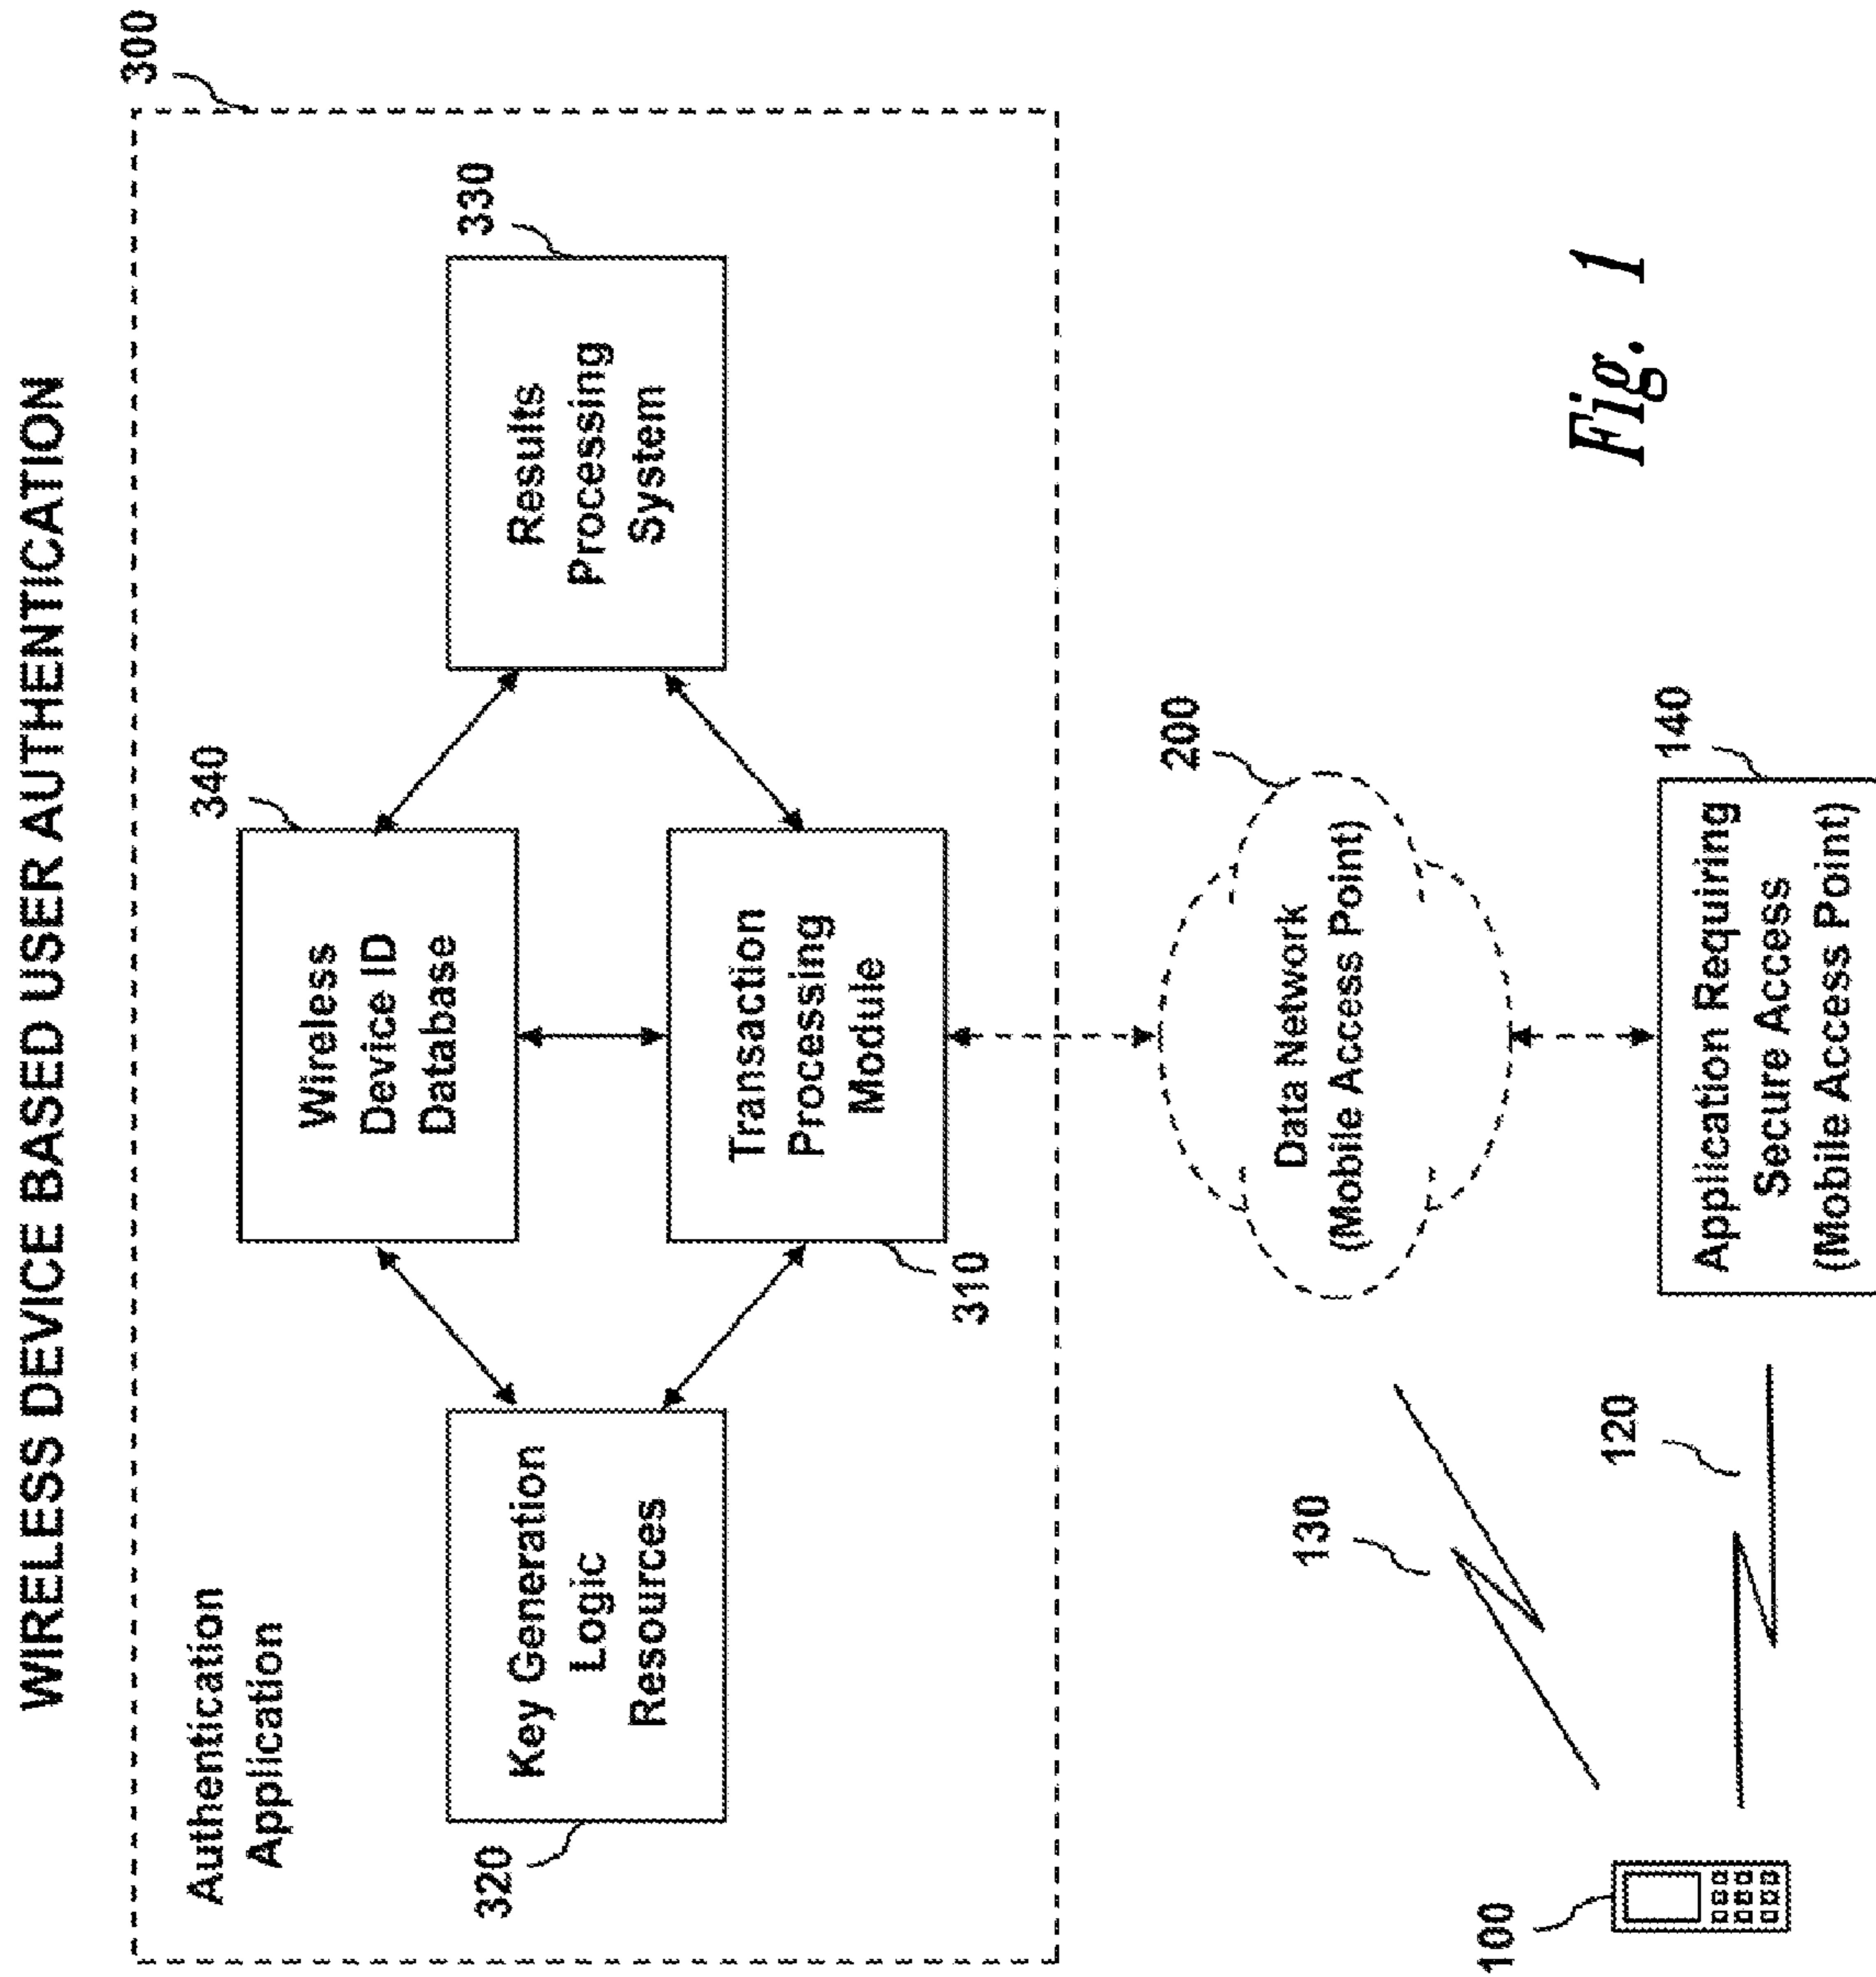 WIRELESS DEVICE BASED USER AUTHENTICATION
300
Authentication
Application
340
Wireless
Device ID
Database
320
Key Generation
Logic
Resources
330
Results
Processing
System
Transaction
Processing
Module
310
200
Data Network
(Mobile Access Point)
130
120
100
140
Application Requiring
Secure Access
(Mobile Access Point)
Fig. 1